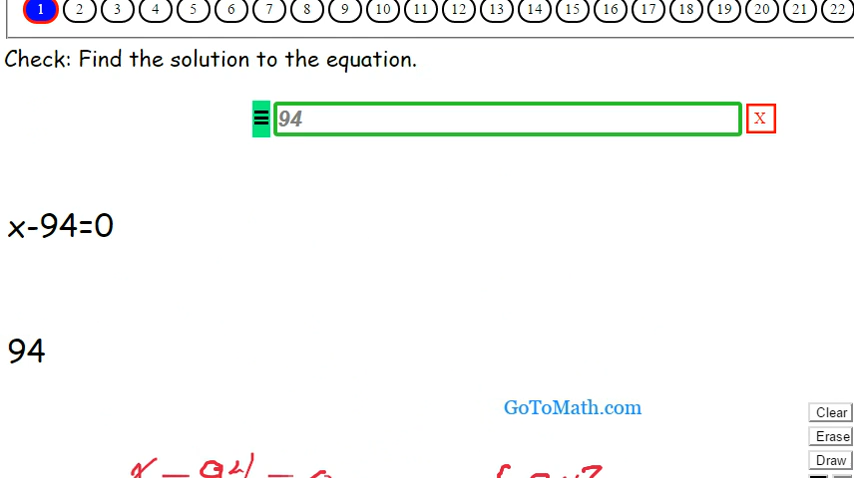 1 2 3 4 5 6 7 8 9 10 11 12 13 14 15 16 17 18 19 20 21 22
Check: Find the solution to the equation.
94 X
x-94=0
94
GoToMath.com
Clear
Erase
Draw
x - 94 =